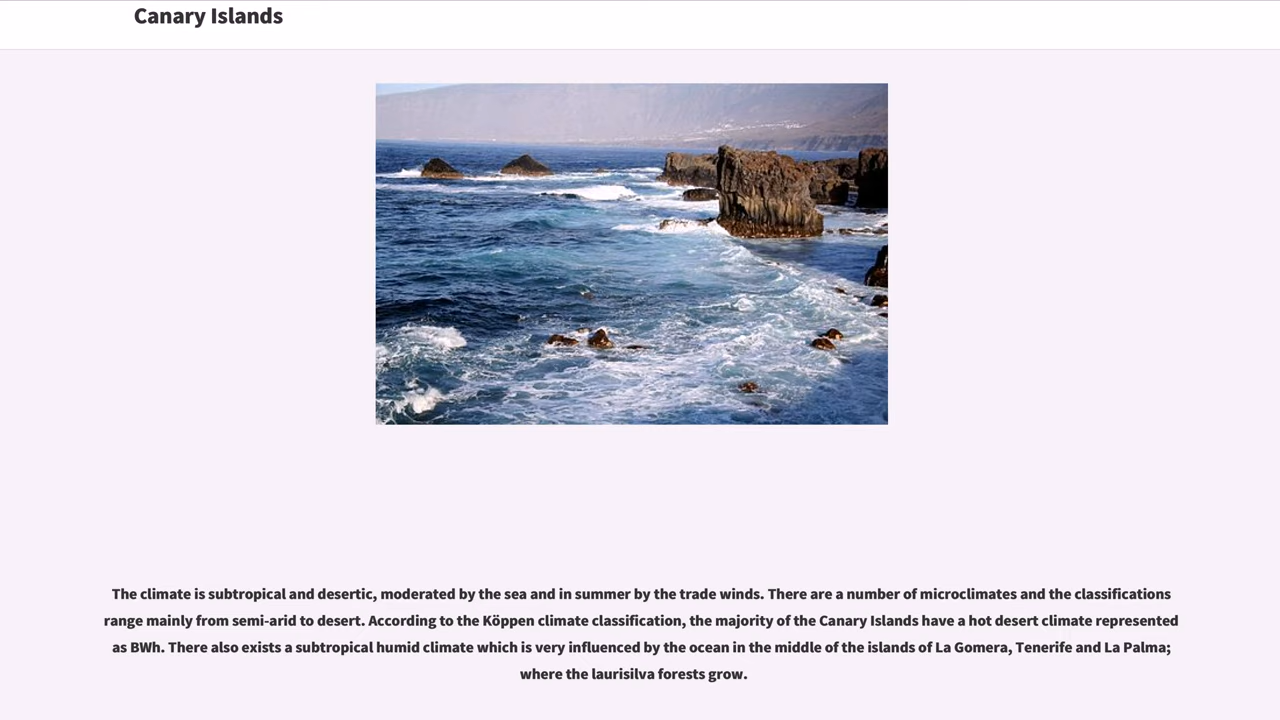 Canary Islands
The climate is subtropical and desertic, moderated by the sea and in summer by the trade winds. There are a number of microclimates and the classifications
range mainly from semi-arid to desert. According to the Köppen climate classification, the majority of the Canary Islands have a hot desert climate represented
as BWh. There also exists a subtropical humid climate which is very influenced by the ocean in the middle of the islands of La Gomera, Tenerife and La Palma;
where the laurisilva forests grow.